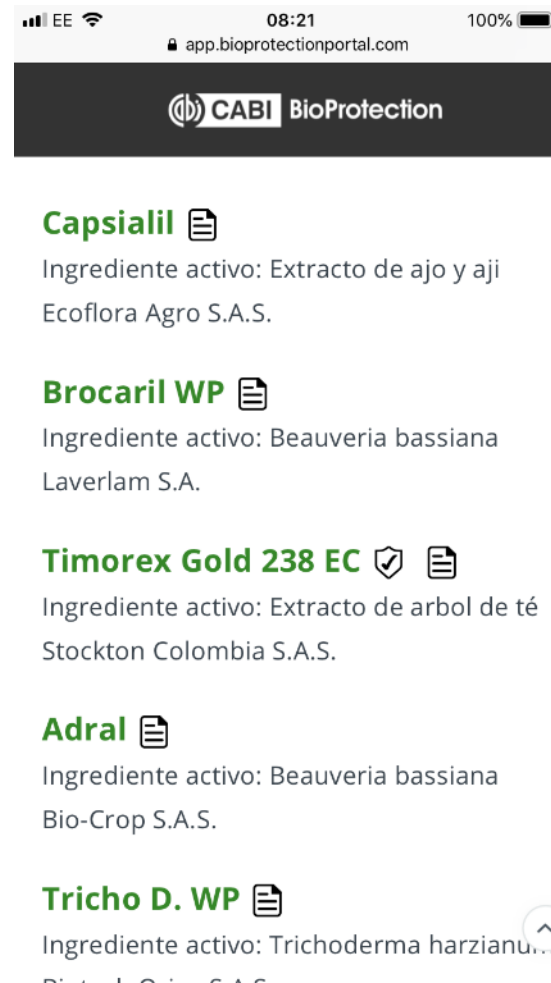 EE 08:21 100%
app.bioprotectionportal.com
CABI BioProtection
Capsialil
Ingrediente activo: Extracto de ajo y aji
Ecoflora Agro S.A.S.
Brocaril WP
Ingrediente activo: Beauveria bassiana
Laverlam S.A.
Timorex Gold 238 EC
Ingrediente activo: Extracto de arbol de té
Stockton Colombia S.A.S.
Adral
Ingrediente activo: Beauveria bassiana
Bio-Crop S.A.S.
Tricho D. WP
Ingrediente activo: Trichoderma